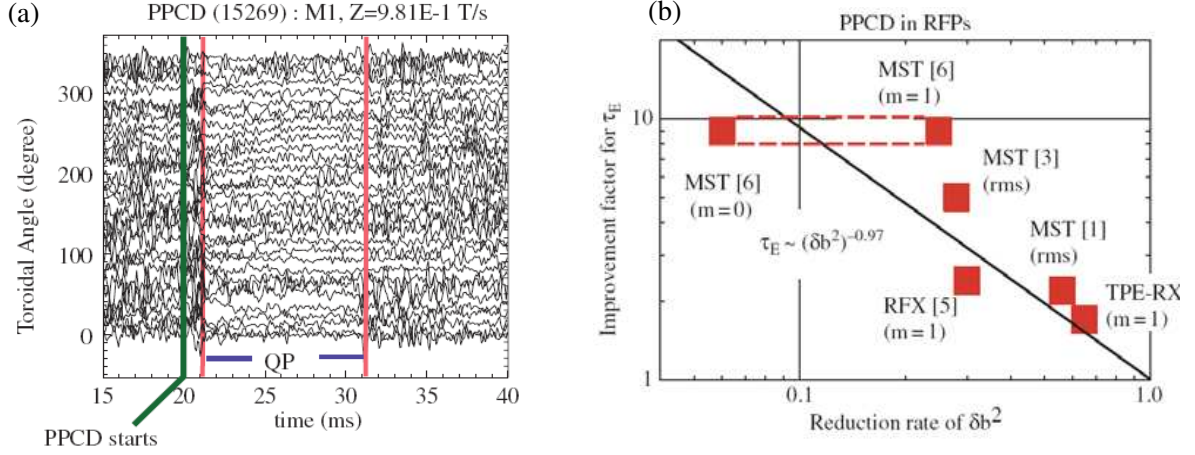 (a)
PPCD (15269) : M1, Z=9.81E-1 T/s
Toroidal Angle (degree)
300
200
100
0
QP
15 20 25 30 35 40
time (ms)
PPCD starts
(b)
PPCD in RFPs
Improvement factor for τ_E
10
1
MST [6]
(m = 1)
MST [3]
(rms)
MST [6]
(m = 0)
τ_E ~ (δb²)^{-0.97}
MST [1]
(rms)
RFX [5]
(m = 1)
TPE-RX
(m = 1)
0.1 1.0
Reduction rate of δb²